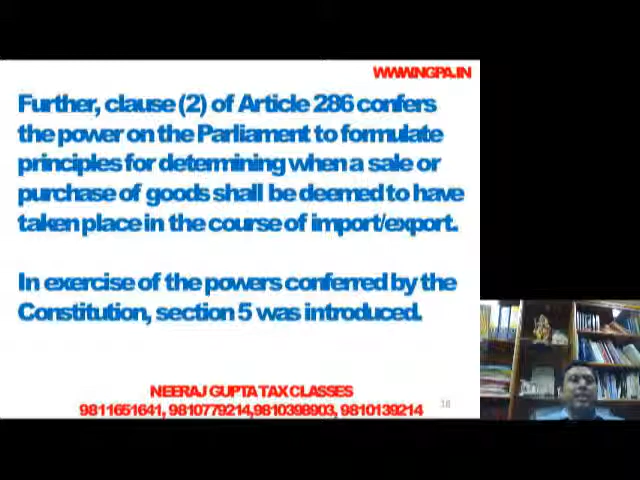 WWW.NGPA.IN
Further, clause (2) of Article 286 confers
the power on the Parliament to formulate
principles for determining when a sale or
purchase of goods shall be deemed to have
taken place in the course of import/export.
In exercise of the powers conferred by the
Constitution, section 5 was introduced.
NEERAJ GUPTA TAX CLASSES
9811651641, 9810779214,9810398903, 9810139214
18